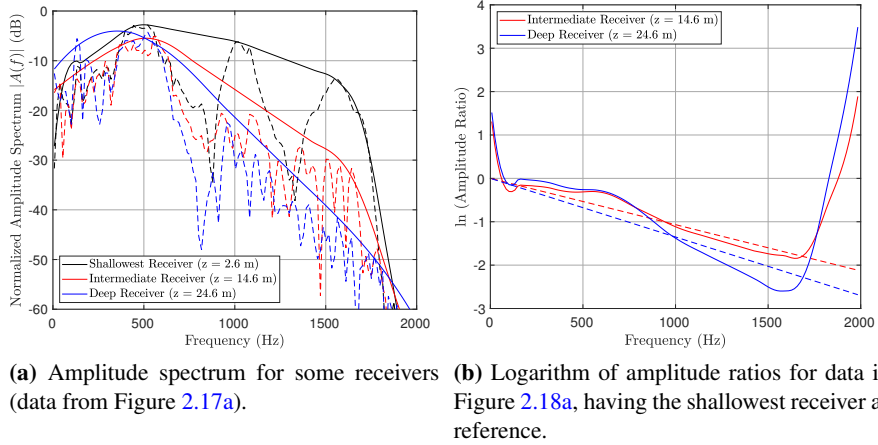 Normalized Amplitude Spectrum |A(f)| (dB)
0
-10
-20
-30
-40
-50
-60
Shallowest Receiver (z = 2.6 m)
Intermediate Receiver (z = 14.6 m)
Deep Receiver (z = 24.6 m)
0 500 1000 1500 2000
Frequency (Hz)
ln (Amplitude Ratio)
4
3
2
1
0
-1
-2
-3
Intermediate Receiver (z = 14.6 m)
Deep Receiver (z = 24.6 m)
0 500 1000 1500 2000
Frequency (Hz)
(a) Amplitude spectrum for some receivers
(data from Figure 2.17a).
(b) Logarithm of amplitude ratios for data i
Figure 2.18a, having the shallowest receiver a
reference.